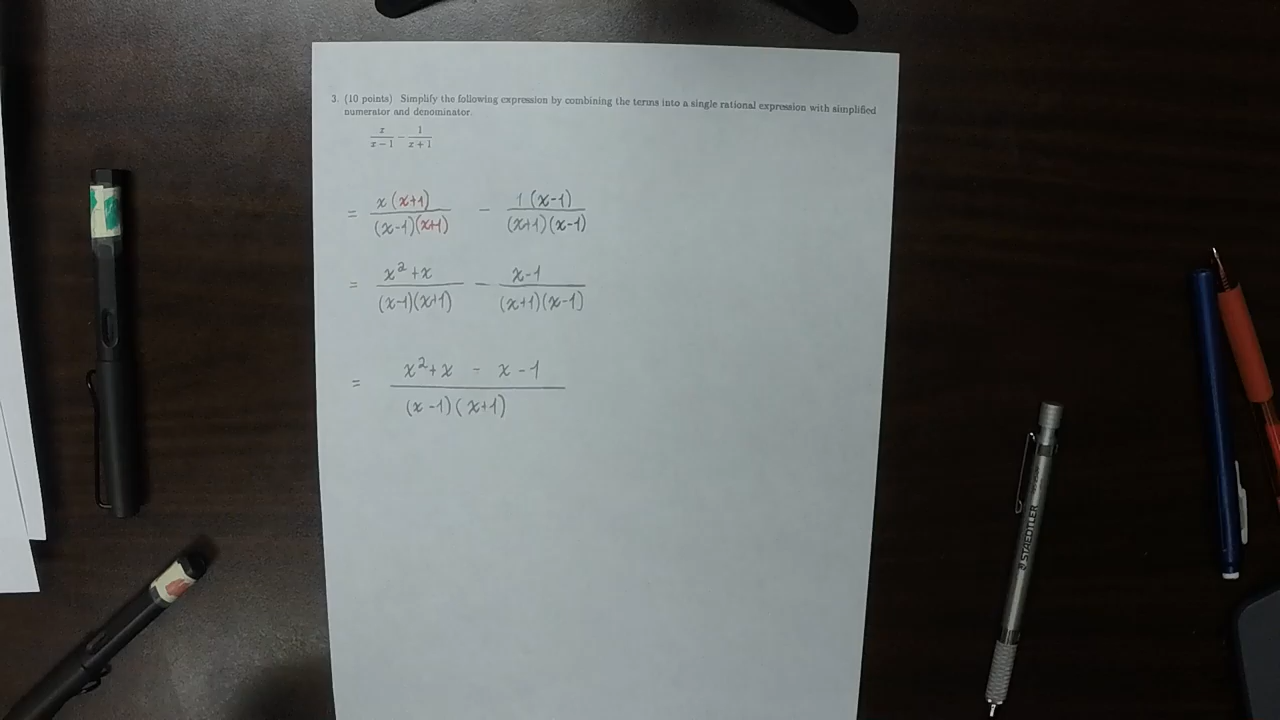 3. (10 points) Simplify the following expression by combining the terms into a single rational expression with simplified
numerator and denominator.
x/(x − 1) − 1/(x + 1)
= x(x+1)/((x-1)(x+1)) - 1(x-1)/((x+1)(x-1))
= (x² + x)/((x-1)(x+1)) - (x-1)/((x+1)(x-1))
= (x² + x - x - 1)/((x-1)(x+1))
STAEDTLER